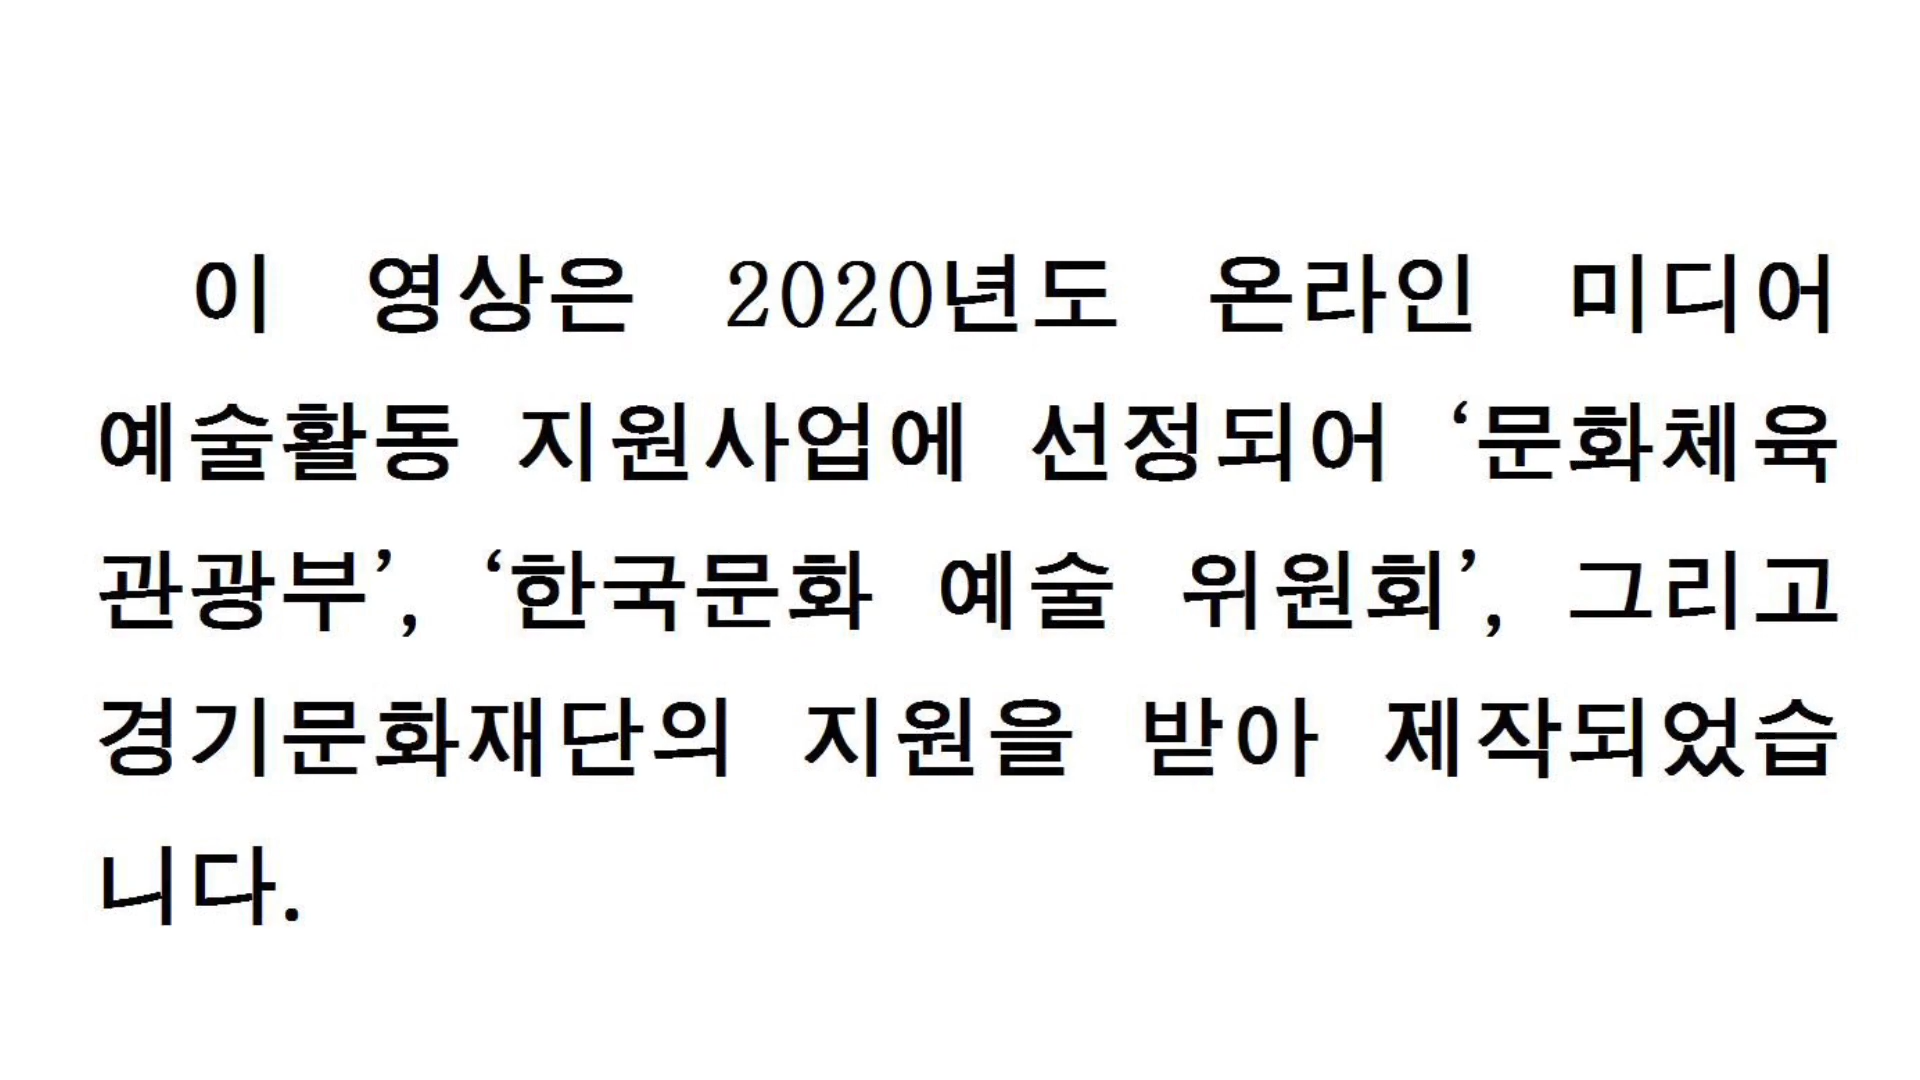 이 영상은 2020년도 온라인 미디어
예술활동 지원사업에 선정되어 ‘문화체육
관광부’, ‘한국문화 예술 위원회’, 그리고
경기문화재단의 지원을 받아 제작되었습
니다.